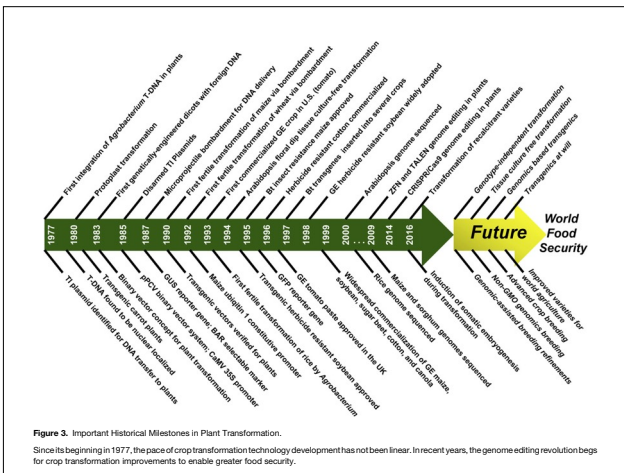 First integration of Agrobacterium T-DNA in plants
Protoplast transformation
First genetically-engineered dicots with foreign DNA
Disarmed TI Plasmids
Microprojectile bombardment for DNA delivery
First fertile transformation of maize via bombardment
First fertile transformation of wheat via bombardment
First commercialized GE crop in U.S. (tomato)
Arabidopsis floral dip tissue culture-free transformation
Bt insect resistance maize approved
Herbicide resistant cotton commercialized
Bt transgenes inserted into several crops
GE herbicide resistant soybean widely adopted
Arabidopsis genome sequenced
ZFN and TALEN genome editing in plants
CRISPR/Cas9 genome editing in plants
Transformation of recalcitrant varieties
Genotype-independent transformation
Tissue culture free transformation
Genomics based transgenics
Transgenics at will
1977
1980
1983
1985
1987
1990
1992
1993
1994
1995
1996
1997
1998
1999
2000
...
2009
2014
2016
Future
World
Food
Security
TI plasmid identified for DNA transfer to plants
T-DNA found to be nuclear localized
Transgenic carrot plants
Binary vector concept for plant transformation
pPCV binary vector system; CaMV 35S promoter
GUS reporter gene; BAR selectable marker
Transgenic vectors verified for plants
Maize ubiqitin 1 constitutive promoter
First fertile transformation of rice by Agrobacterium
Transgenic herbicide resistant soybean approved
GFP reporter gene
GE tomato paste approved in the UK
Widespread commercialization of GE maize,
soybean, sugar beet, cotton, and canola
Rice genome sequenced
Maize and sorghum genomes sequenced
Induction of somatic embryogenesis
during transformation
Genomic-assisted breeding refinements
Non-GMO genomics breeding
Advanced crop breeding
Improved varieties for
world agriculture
Figure 3. Important Historical Milestones in Plant Transformation.
Since its beginning in 1977, the pace of crop transformation technology development has not been linear. In recent years, the genome editing revolution begs
for crop transformation improvements to enable greater food security.